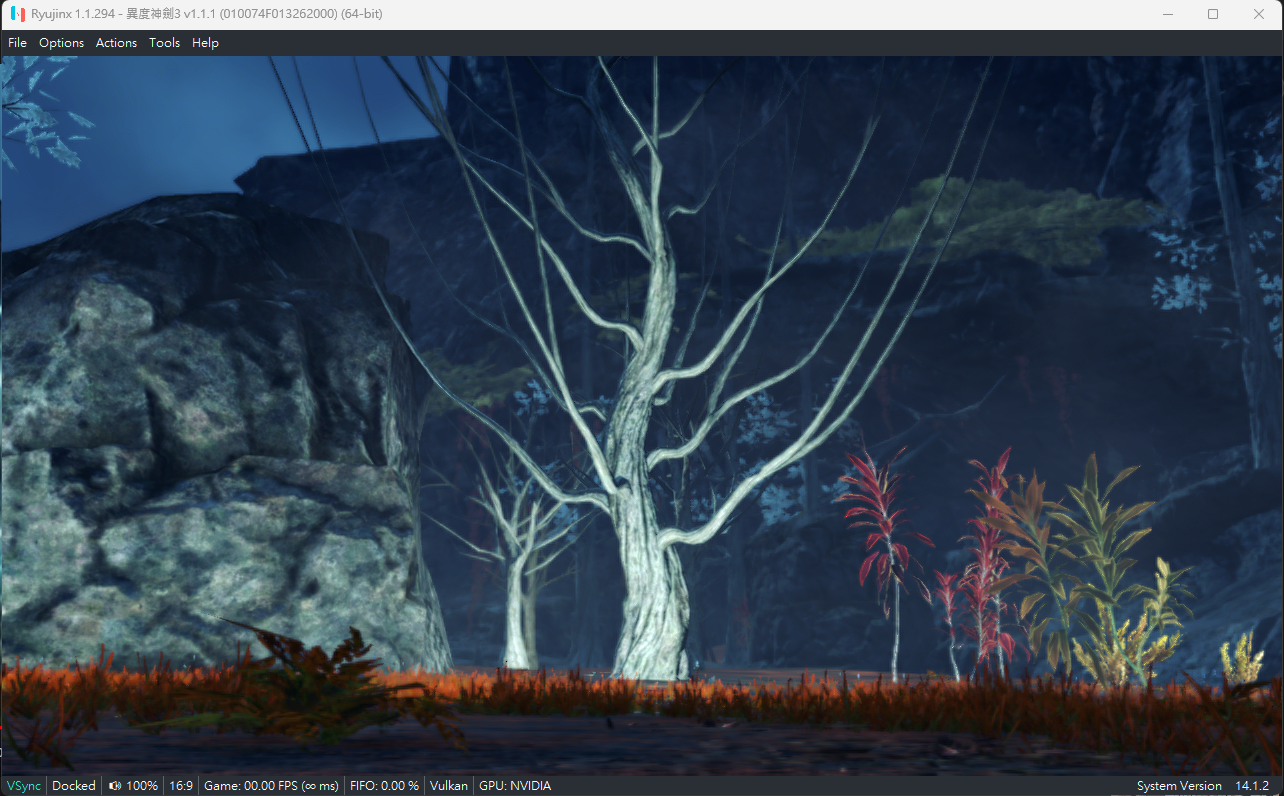 Ryujinx 1.1.294 - 異度神劍3 v1.1.1 (010074F013262000) (64-bit)
File Options Actions Tools Help
VSync Docked 100% 16:9 Game: 00.00 FPS (∞ ms) FIFO: 0.00 % Vulkan GPU: NVIDIA System Version 14.1.2